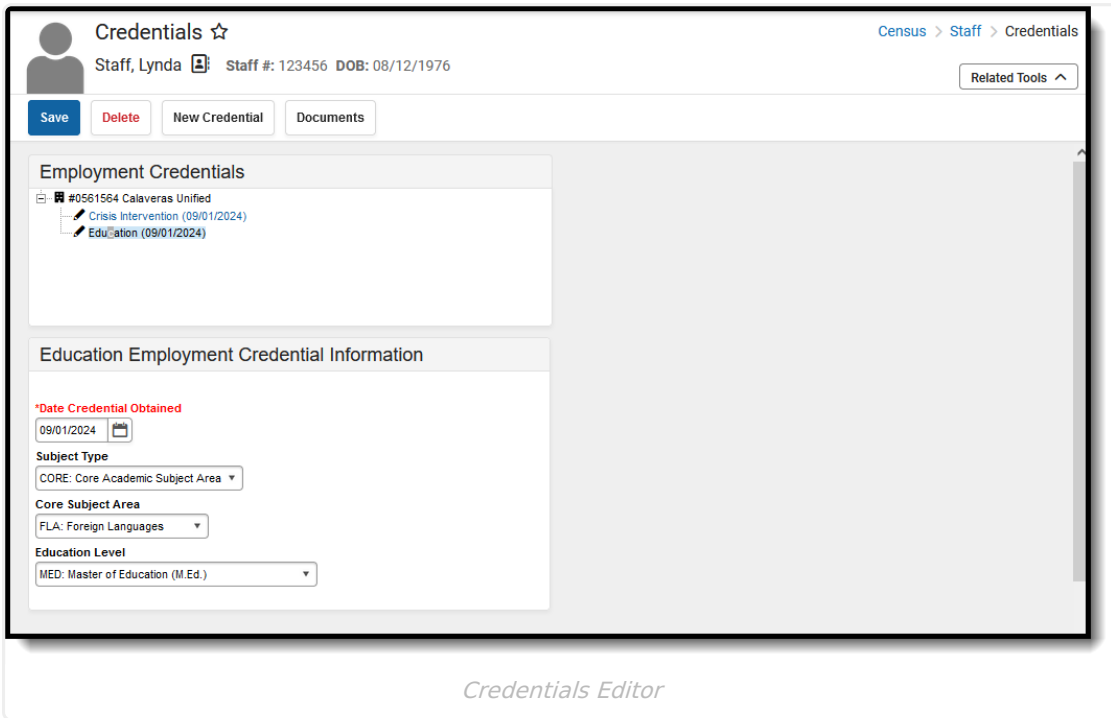 Credentials
Census > Staff > Credentials
Staff, Lynda Staff #: 123456 DOB: 08/12/1976
Related Tools
Save Delete New Credential Documents
Employment Credentials
#0561564 Calaveras Unified
Crisis Intervention (09/01/2024)
Education (09/01/2024)
Education Employment Credential Information
*Date Credential Obtained
09/01/2024
Subject Type
CORE: Core Academic Subject Area
Core Subject Area
FLA: Foreign Languages
Education Level
MED: Master of Education (M.Ed.)
Credentials Editor